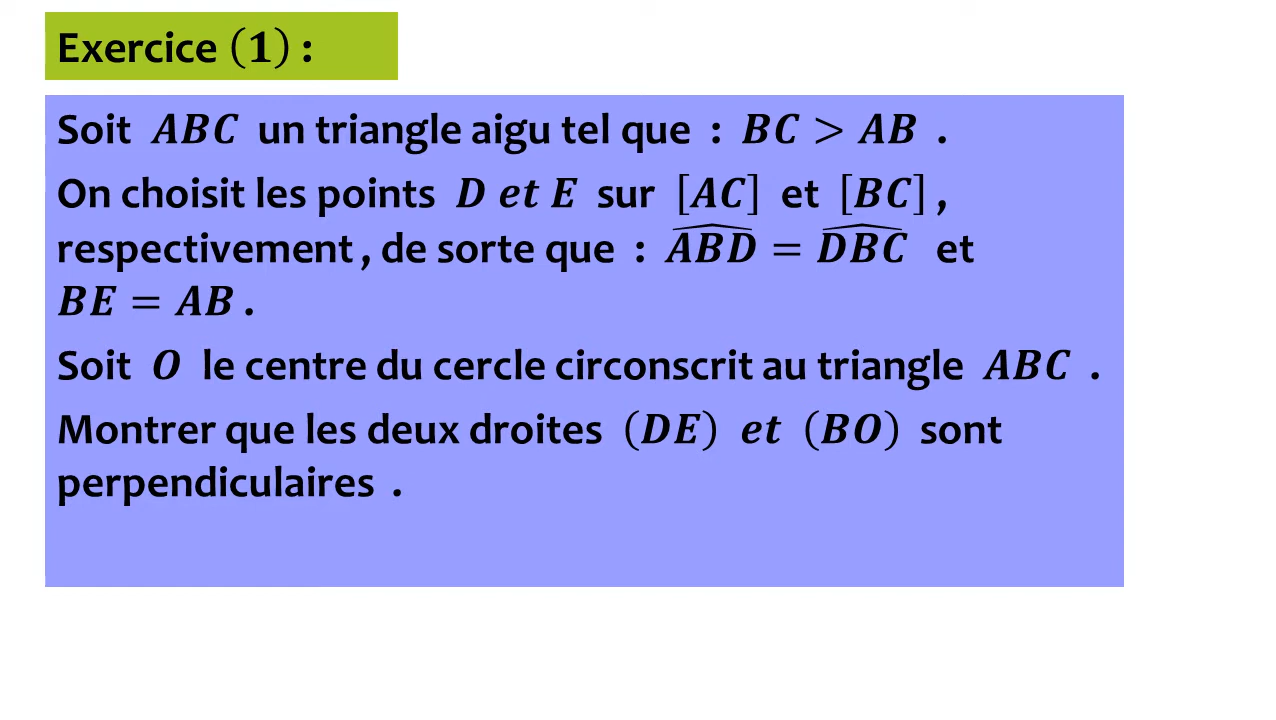 Exercice (1) :
Soit ABC un triangle aigu tel que : BC > AB .
On choisit les points D et E sur [AC] et [BC] ,
respectivement , de sorte que : \widehat{ABD} = \widehat{DBC} et
BE = AB .
Soit O le centre du cercle circonscrit au triangle ABC .
Montrer que les deux droites (DE) et (BO) sont
perpendiculaires .